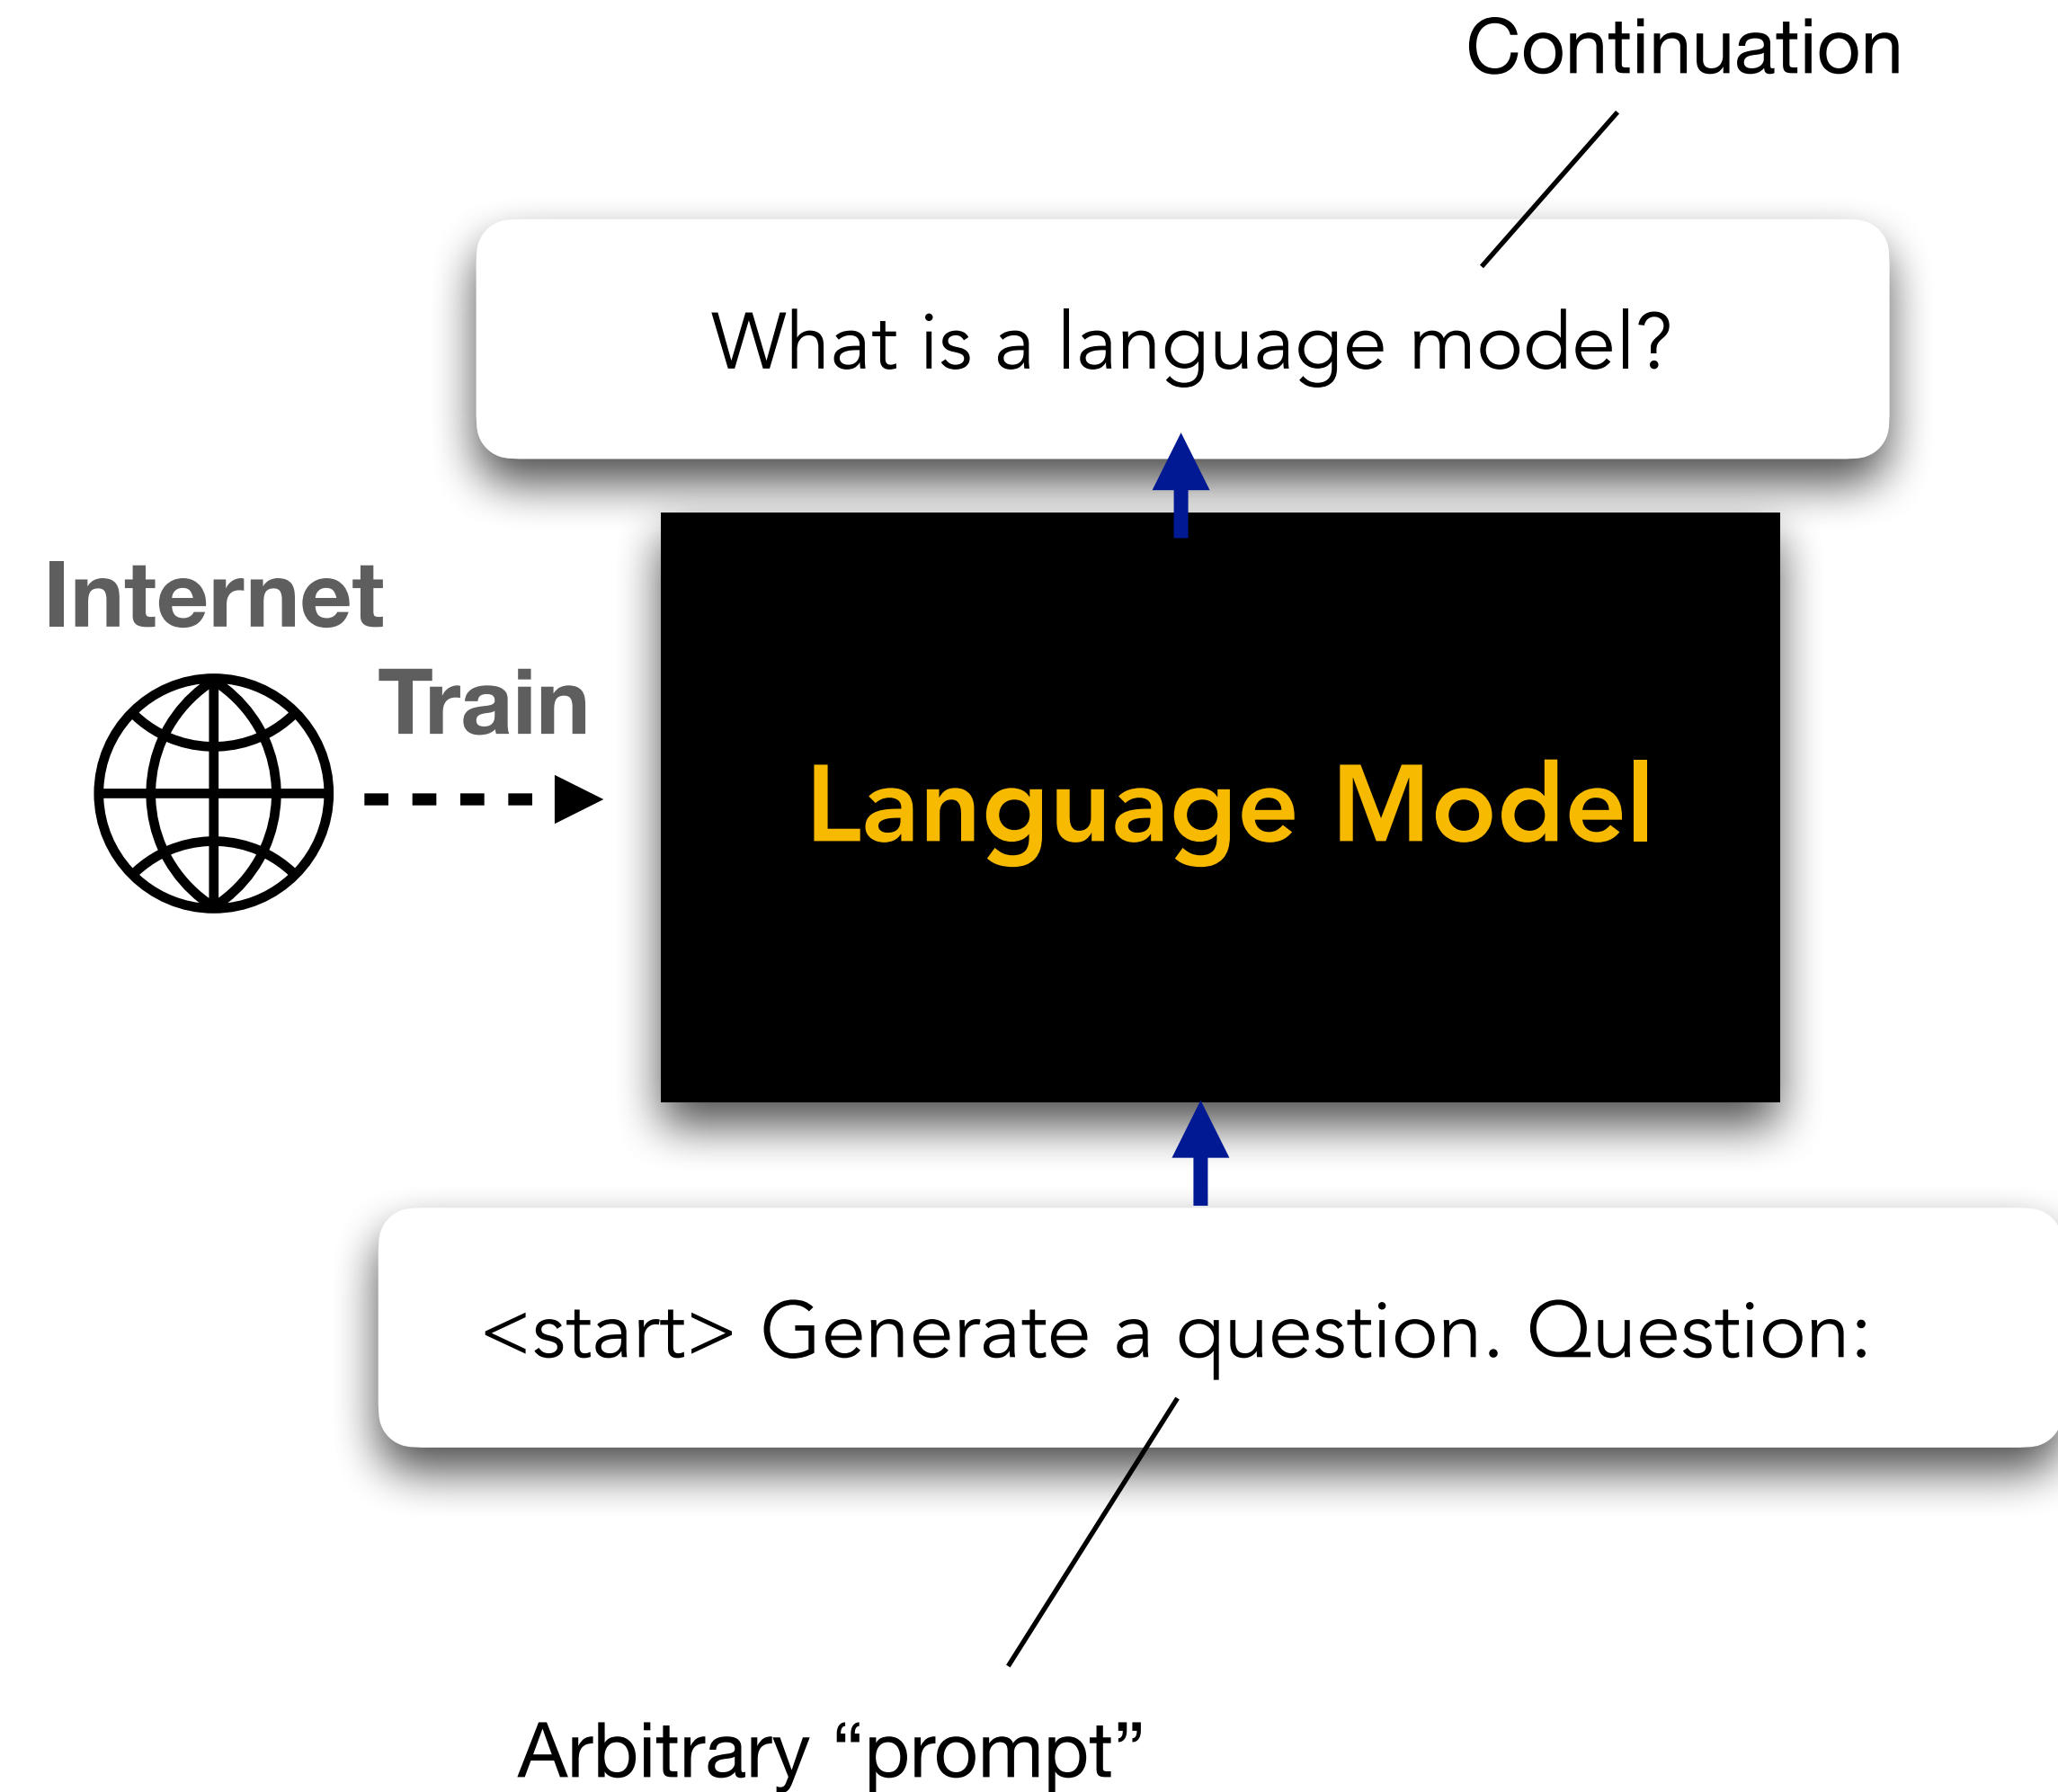 Continuation
What is a language model?
Internet
Train
Language Model
<start> Generate a question. Question:
Arbitrary “prompt”